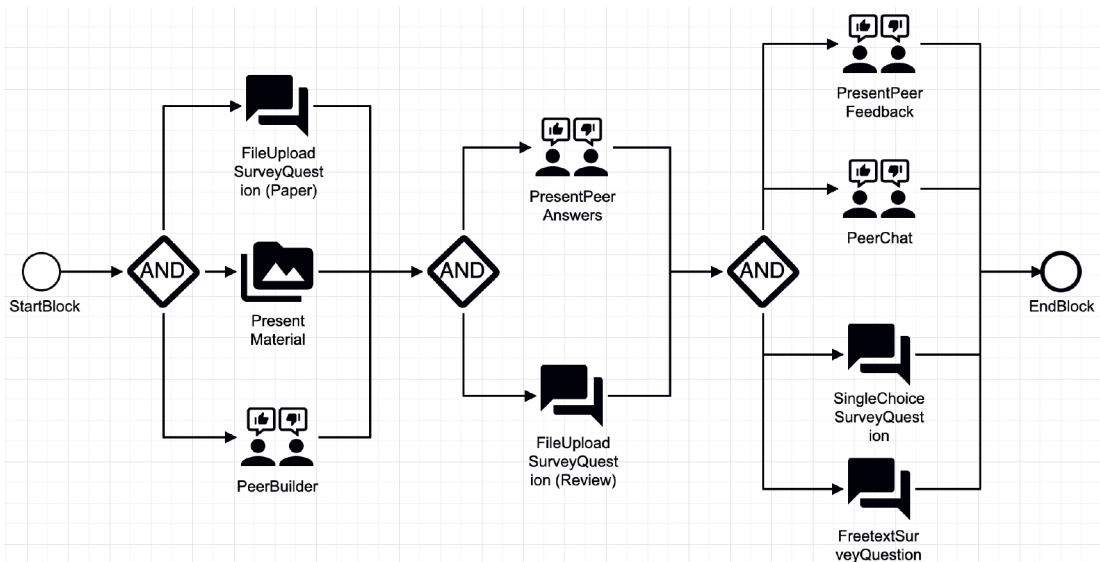 StartBlock
AND
FileUpload
SurveyQuest
ion (Paper)
Present
Material
PeerBuilder
AND
PresentPeer
Answers
FileUpload
SurveyQuest
ion (Review)
AND
PresentPeer
Feedback
PeerChat
SingleChoice
SurveyQuest
ion
FreetextSur
veyQuestion
EndBlock